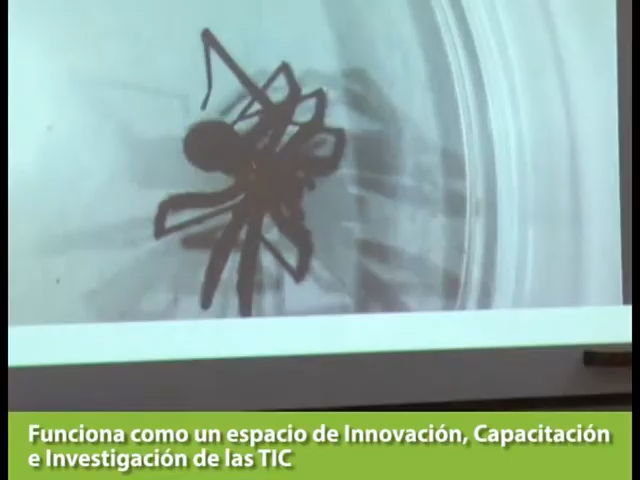 Funciona como un espacio de Innovación, Capacitación
e Investigación de las TIC